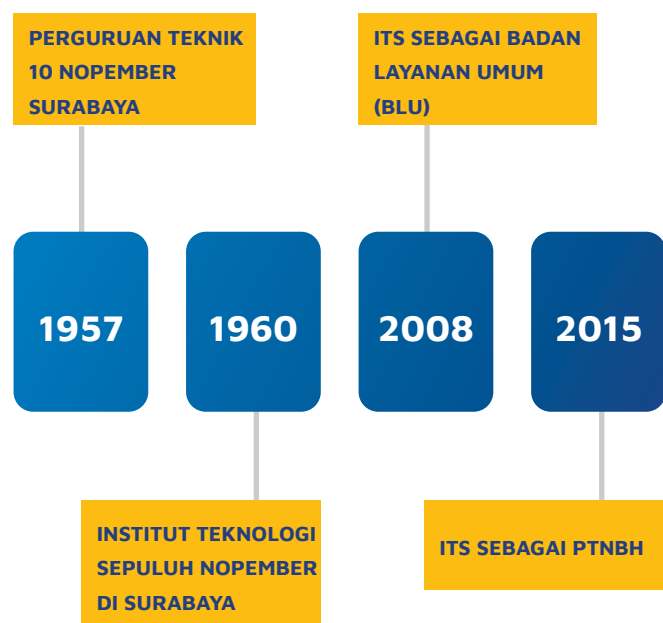 PERGURUAN TEKNIK
10 NOPEMBER
SURABAYA
ITS SEBAGAI BADAN
LAYANAN UMUM
(BLU)
1957
1960
2008
2015
INSTITUT TEKNOLOGI
SEPULUH NOPEMBER
DI SURABAYA
ITS SEBAGAI PTNBH